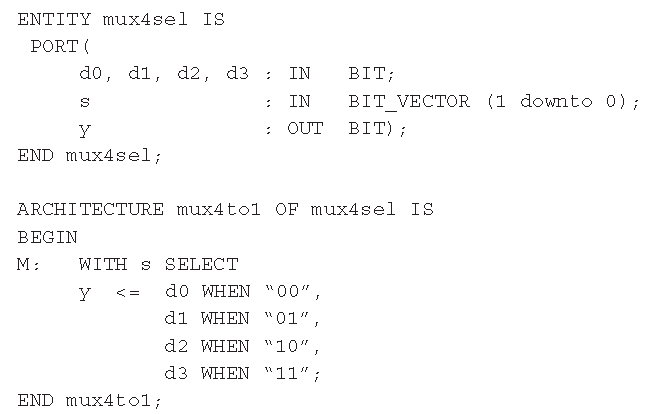 ENTITY mux4sel IS
PORT(
d0, d1, d2, d3 : IN BIT;
s : IN BIT_VECTOR (1 downto 0);
y : OUT BIT);
END mux4sel;
ARCHITECTURE mux4to1 OF mux4sel IS
BEGIN
M: WITH s SELECT
y <= d0 WHEN “00”,
d1 WHEN “01”,
d2 WHEN “10”,
d3 WHEN “11”;
END mux4to1;